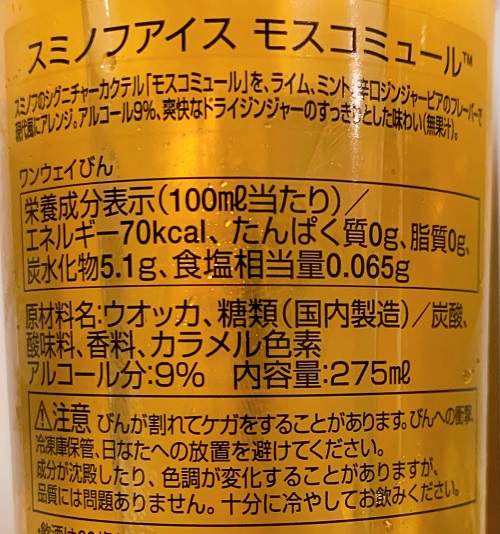 スミノフアイス モスコミュール™
スミノフのシグニチャーカクテル「モスコミュール」を、ライム、ミント、辛口ジンジャービアのフレーバーで
現代風にアレンジ。アルコール9%、爽快なドライジンジャーのすっきりとした味わい(無果汁)。
ワンウェイびん
栄養成分表示(100mℓ当たり)/
エネルギー70kcal、たんぱく質0g、脂質0g、
炭水化物5.1g、食塩相当量0.065g
原材料名:ウオッカ、糖類(国内製造)/炭酸、
酸味料、香料、カラメル色素
アルコール分:9% 内容量:275mℓ
⚠注意 びんが割れてケガをすることがあります。びんへの衝撃、
冷凍庫保管、日なたへの放置を避けてください。
成分が沈殿したり、色調が変化することがありますが、
品質には問題ありません。十分に冷やしてお飲みください。